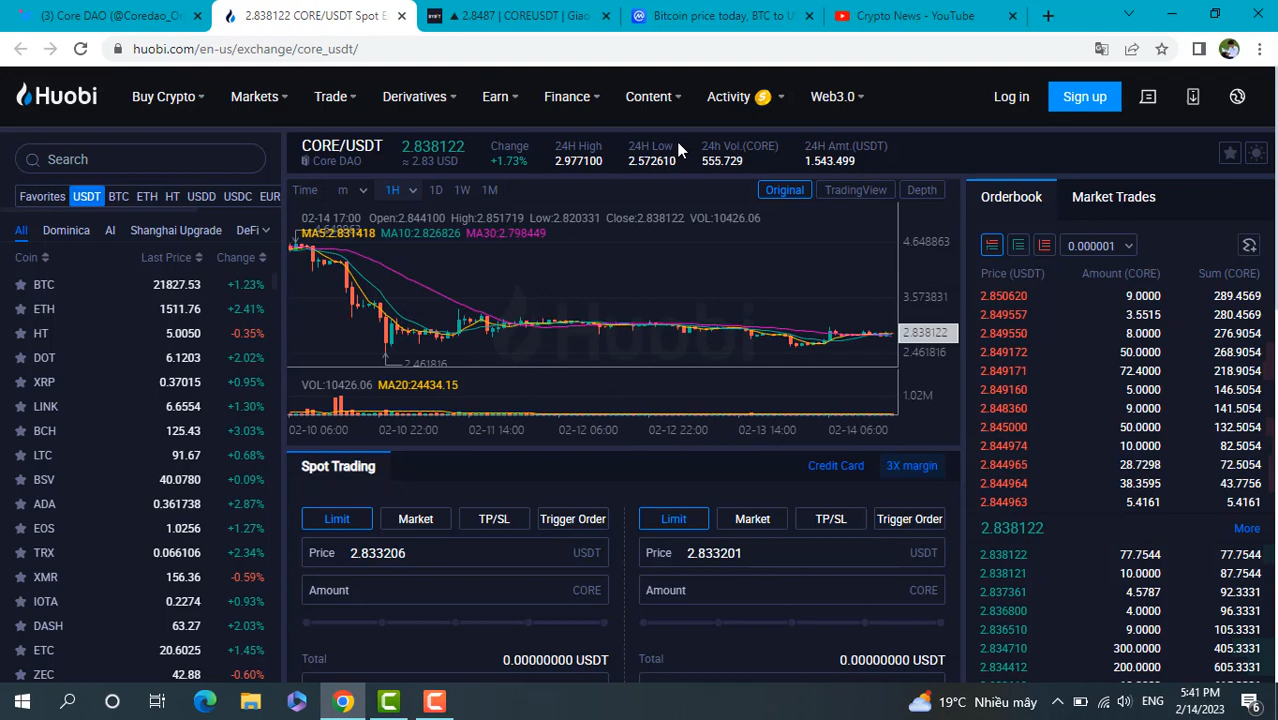 (3) Core DAO (@Coredao_O
2.838122 CORE/USDT Spot E
▲ 2.8487 | COREUSDT | Giao
Bitcoin price today, BTC to U
Crypto News - YouTube
huobi.com/en-us/exchange/core_usdt/
Huobi
Buy Crypto
Markets
Trade
Derivatives
Earn
Finance
Content
Activity
Web3.0
Log in
Sign up
Search
Favorites USDT BTC ETH HT USDD USDC EUR
All Dominica AI Shanghai Upgrade DeFi
Coin Last Price Change
BTC 21827.53 +1.23%
ETH 1511.76 +2.41%
HT 5.0050 -0.35%
DOT 6.1203 +2.02%
XRP 0.37015 +0.95%
LINK 6.6554 +1.30%
BCH 125.43 +3.03%
LTC 91.67 +0.68%
BSV 40.0780 +0.09%
ADA 0.361738 +2.87%
EOS 1.0256 +1.27%
TRX 0.066106 +2.34%
XMR 156.36 -0.59%
IOTA 0.2274 +0.93%
DASH 63.27 +2.03%
ETC 20.6025 +1.45%
ZEC 42.88 -0.60%
CORE/USDT
Core DAO
2.838122
≈ 2.83 USD
Change
+1.73%
24H High
2.977100
24H Low
2.572610
24h Vol.(CORE)
555.729
24H Amt.(USDT)
1.543.499
Time m 1H 1D 1W 1M
Original TradingView Depth
02-14 17:00 Open:2.844100 High:2.851719 Low:2.820331 Close:2.838122 VOL:10426.06
MA5:2.831418 MA10:2.826826 MA30:2.798449
4.648863
3.573831
2.838122
2.461816
2.461816
Huobi
VOL:10426.06 MA20:24434.15
1.02M
02-10 06:00 02-10 22:00 02-11 14:00 02-12 06:00 02-12 22:00 02-13 14:00 02-14 06:00
Spot Trading
Credit Card 3X margin
Limit Market TP/SL Trigger Order
Price 2.833206 USDT
Amount CORE
Total 0.00000000 USDT
Limit Market TP/SL Trigger Order
Price 2.833201 USDT
Amount CORE
Total 0.00000000 USDT
Orderbook Market Trades
0.000001
Price (USDT) Amount (CORE) Sum (CORE)
2.850620 9.0000 289.4569
2.849557 3.5515 280.4569
2.849550 8.0000 276.9054
2.849172 50.0000 268.9054
2.849171 72.4000 218.9054
2.849160 5.0000 146.5054
2.848360 9.0000 141.5054
2.845000 50.0000 132.5054
2.844974 10.0000 82.5054
2.844965 28.7298 72.5054
2.844964 38.3595 43.7756
2.844963 5.4161 5.4161
2.838122 More
2.838122 77.7544 77.7544
2.838121 10.0000 87.7544
2.837361 4.5787 92.3331
2.836800 4.0000 96.3331
2.836510 9.0000 105.3331
2.834710 300.0000 405.3331
2.834412 200.0000 605.3331
19°C Nhiều mây
ENG
5:41 PM
2/14/2023
6